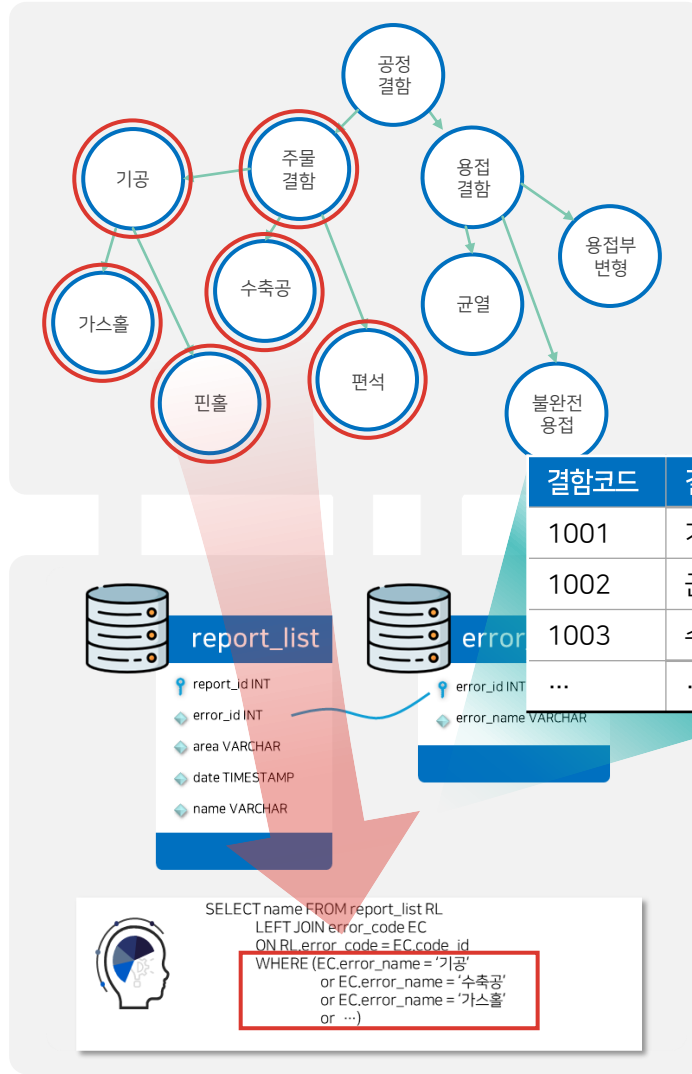 공정
결함
기공
주물
결함
용접
결함
용접부
변형
가스홀
수축공
균열
핀홀
편석
불완전
용접
결함코드
1001
1002
1003
...
report_list
report_id INT
error_id INT
area VARCHAR
date TIMESTAMP
name VARCHAR
error_
error_id INT
error_name VARCHAR
SELECT name FROM report_list RL
LEFT JOIN error_code EC
ON RL.error_code = EC.code_id
WHERE (EC.error_name = ‘기공’
or EC.error_name = ‘수축공’
or EC.error_name = ‘가스홀’
or ⋯)